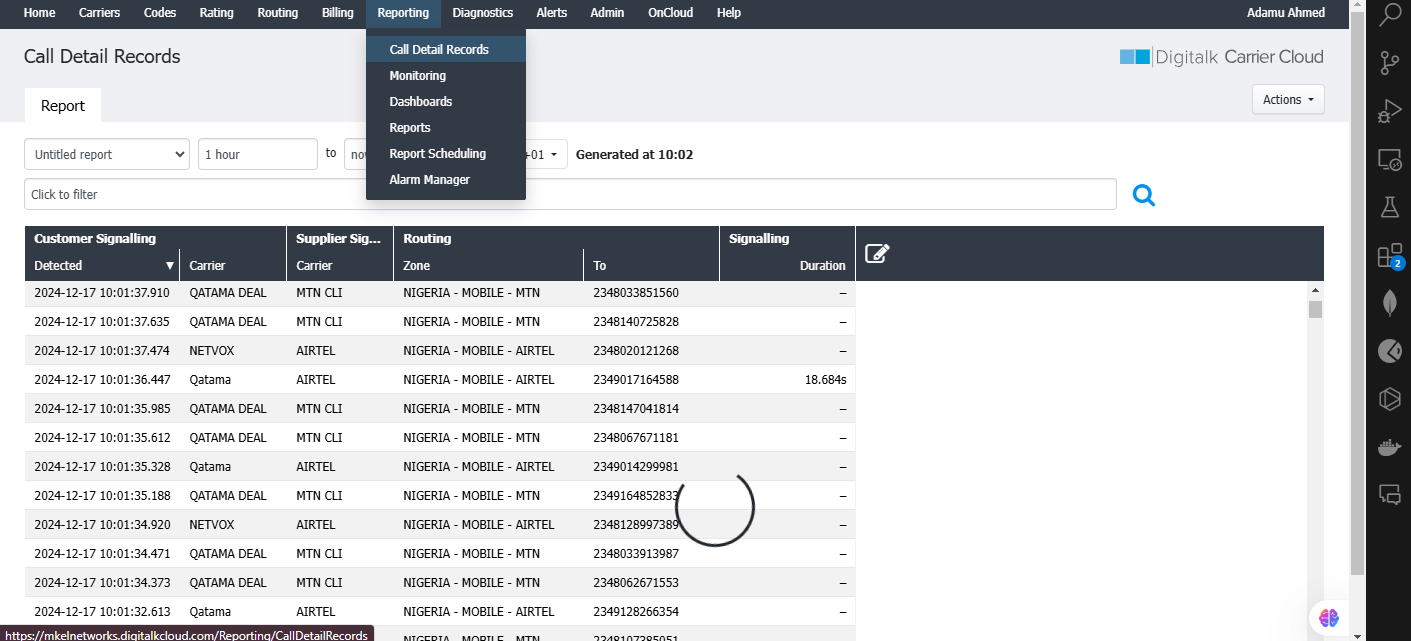 Home Carriers Codes Rating Routing Billing Reporting Diagnostics Alerts Admin OnCloud Help Adamu Ahmed
Call Detail Records
Digitalk Carrier Cloud
Call Detail Records
Monitoring
Dashboards
Reports
Report Scheduling
Alarm Manager
Report
Actions
Untitled report 1 hour to +01 Generated at 10:02
Click to filter
Customer Signalling Supplier Sig... Routing Signalling
Detected Carrier Carrier Zone To Duration
2024-12-17 10:01:37.910 QATAMA DEAL MTN CLI NIGERIA - MOBILE - MTN 2348033851560 –
2024-12-17 10:01:37.635 QATAMA DEAL MTN CLI NIGERIA - MOBILE - MTN 2348140725828 –
2024-12-17 10:01:37.474 NETVOX AIRTEL NIGERIA - MOBILE - AIRTEL 2348020121268 –
2024-12-17 10:01:36.447 Qatama AIRTEL NIGERIA - MOBILE - AIRTEL 2349017164588 18.684s
2024-12-17 10:01:35.985 QATAMA DEAL MTN CLI NIGERIA - MOBILE - MTN 2348147041814 –
2024-12-17 10:01:35.612 QATAMA DEAL MTN CLI NIGERIA - MOBILE - MTN 2348067671181 –
2024-12-17 10:01:35.328 Qatama AIRTEL NIGERIA - MOBILE - AIRTEL 2349014299981 –
2024-12-17 10:01:35.188 QATAMA DEAL MTN CLI NIGERIA - MOBILE - MTN 2349164852833 –
2024-12-17 10:01:34.920 NETVOX AIRTEL NIGERIA - MOBILE - AIRTEL 2348128997389 –
2024-12-17 10:01:34.471 QATAMA DEAL MTN CLI NIGERIA - MOBILE - MTN 2348033913987 –
2024-12-17 10:01:34.373 QATAMA DEAL MTN CLI NIGERIA - MOBILE - MTN 2348062671553 –
2024-12-17 10:01:32.613 Qatama AIRTEL NIGERIA - MOBILE - AIRTEL 2349128266354 –
QATAMA DEAL MTN CLI NIGERIA - MOBILE - MTN 2348107285051 –
https://mkelnetworks.digitalkcloud.com/Reporting/CallDetailRecords
2